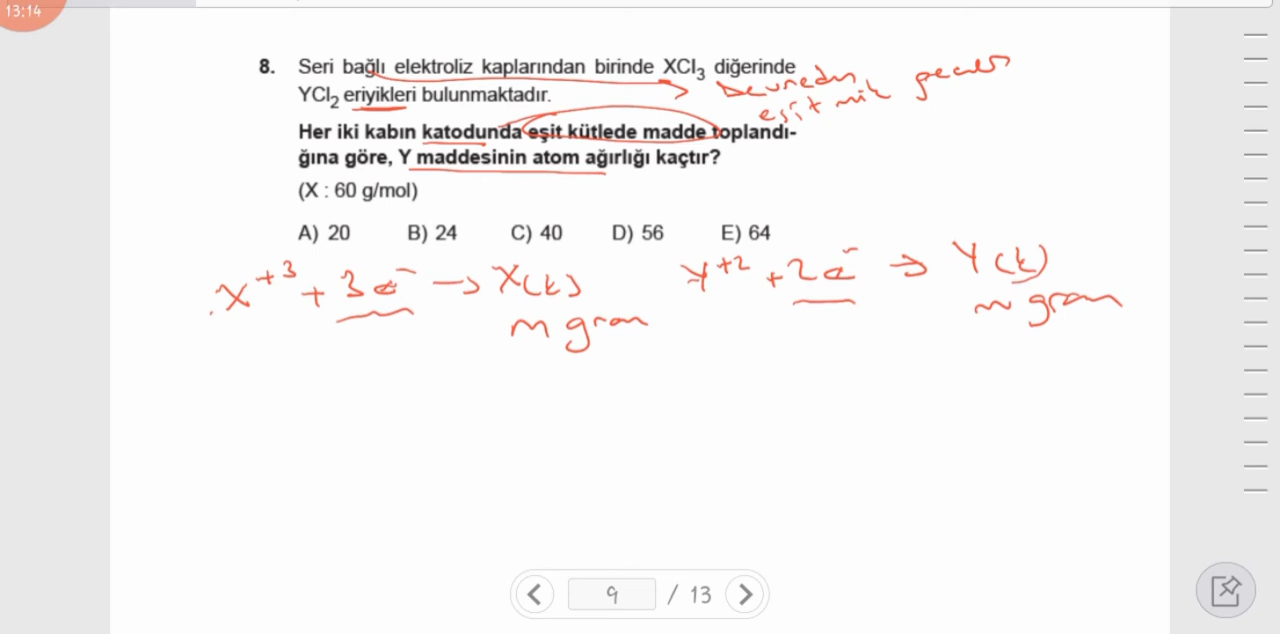 13:14
8. Seri bağlı elektroliz kaplarından birinde XCl₃ diğerinde
YCl₂ eriyikleri bulunmaktadır.
Devreden
eşit mik geçer
Her iki kabın katodunda eşit kütlede madde toplandı-
ğına göre, Y maddesinin atom ağırlığı kaçtır?
(X : 60 g/mol)
A) 20 B) 24 C) 40 D) 56 E) 64
X⁺³ + 3e⁻ → X(k) Y⁺² + 2e⁻ → Y(k)
m gram m gram
9 / 13